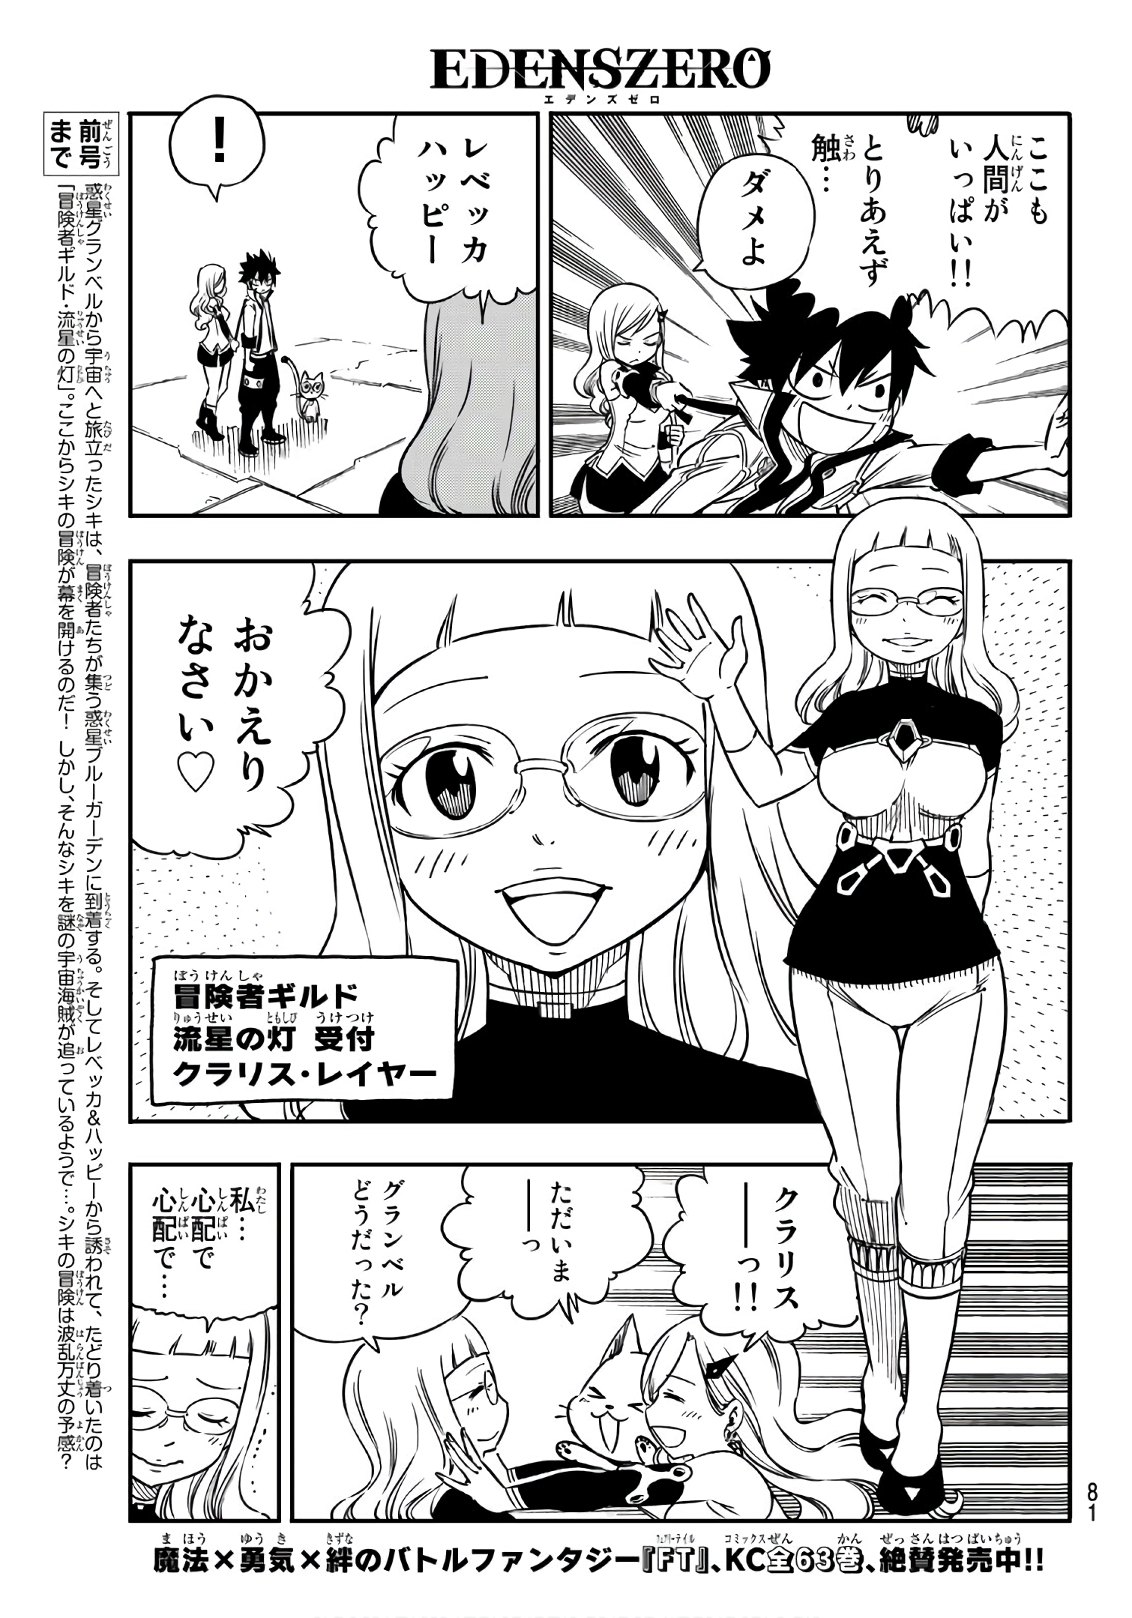 EDENSZERO
エデンズゼロ
ここも
人間が
いっぱい!!
とりあえず
触…
ダメよ
レベッカ
ハッピー
!
前号
まで
惑星グランベルから宇宙へと旅立ったシキは、冒険者たちが集う惑星ブルーガーデンに到着する。そしてレベッカ&ハッピーから誘われて、たどり着いたのは
「冒険者ギルド・流星の灯」。ここからシキの冒険が幕を開けるのだ! しかし、そんなシキを謎の宇宙海賊が追っているようで…。シキの冒険は波乱万丈の予感?
おかえり
なさい♡
冒険者ギルド
流星の灯 受付
クラリス・レイヤー
クラリス
――っ!!
ただいま
――っ
グランベル
どうだった?
私…
心配で
心配で…
魔法×勇気×絆のバトルファンタジー『FT』、KC全63巻、絶賛発売中!!
81